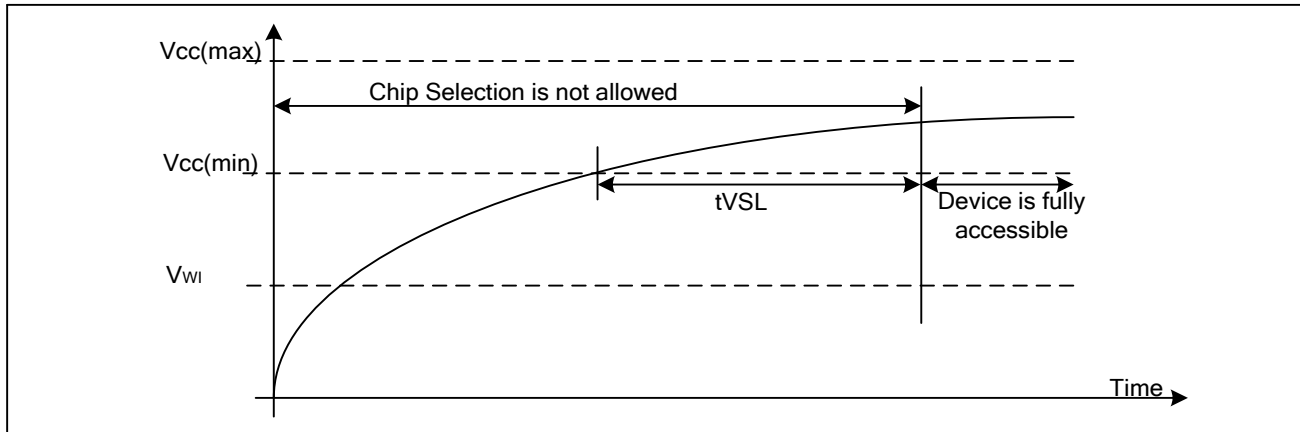 Vcc(max)
Chip Selection is not allowed
Vcc(min)
tVSL
Device is fully
accessible
VWI
Time